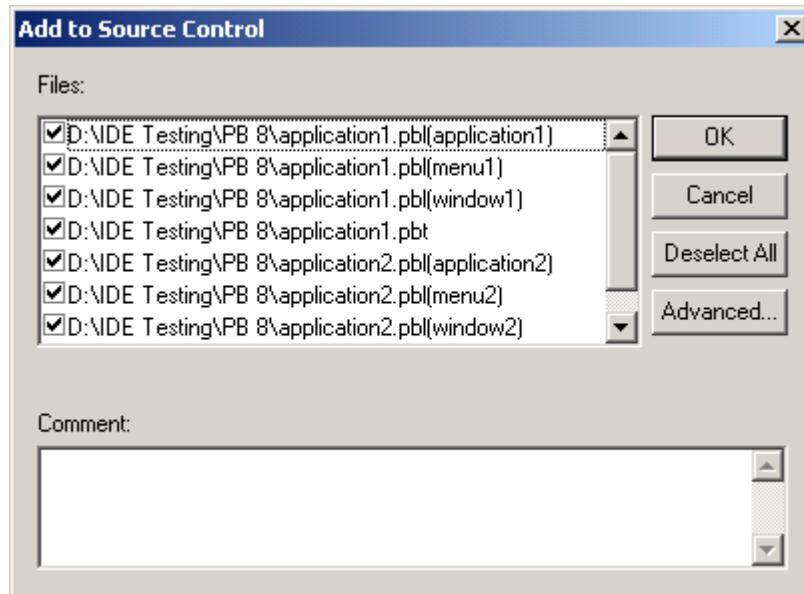 Add to Source Control
Files:
D:\IDE Testing\PB 8\application1.pbl(application1)
D:\IDE Testing\PB 8\application1.pbl(menu1)
D:\IDE Testing\PB 8\application1.pbl(window1)
D:\IDE Testing\PB 8\application1.pbt
D:\IDE Testing\PB 8\application2.pbl(application2)
D:\IDE Testing\PB 8\application2.pbl(menu2)
D:\IDE Testing\PB 8\application2.pbl(window2)
OK
Cancel
Deselect All
Advanced...
Comment: